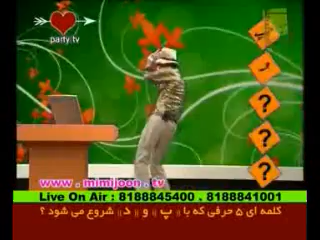 party.tv
؟
؟
؟
www.mimijoon.tv
Live On Air : 8188845400 , 8188841001
کلمه ای ۵ حرفی که با (( پ )) و (( د )) شروع می شود ؟